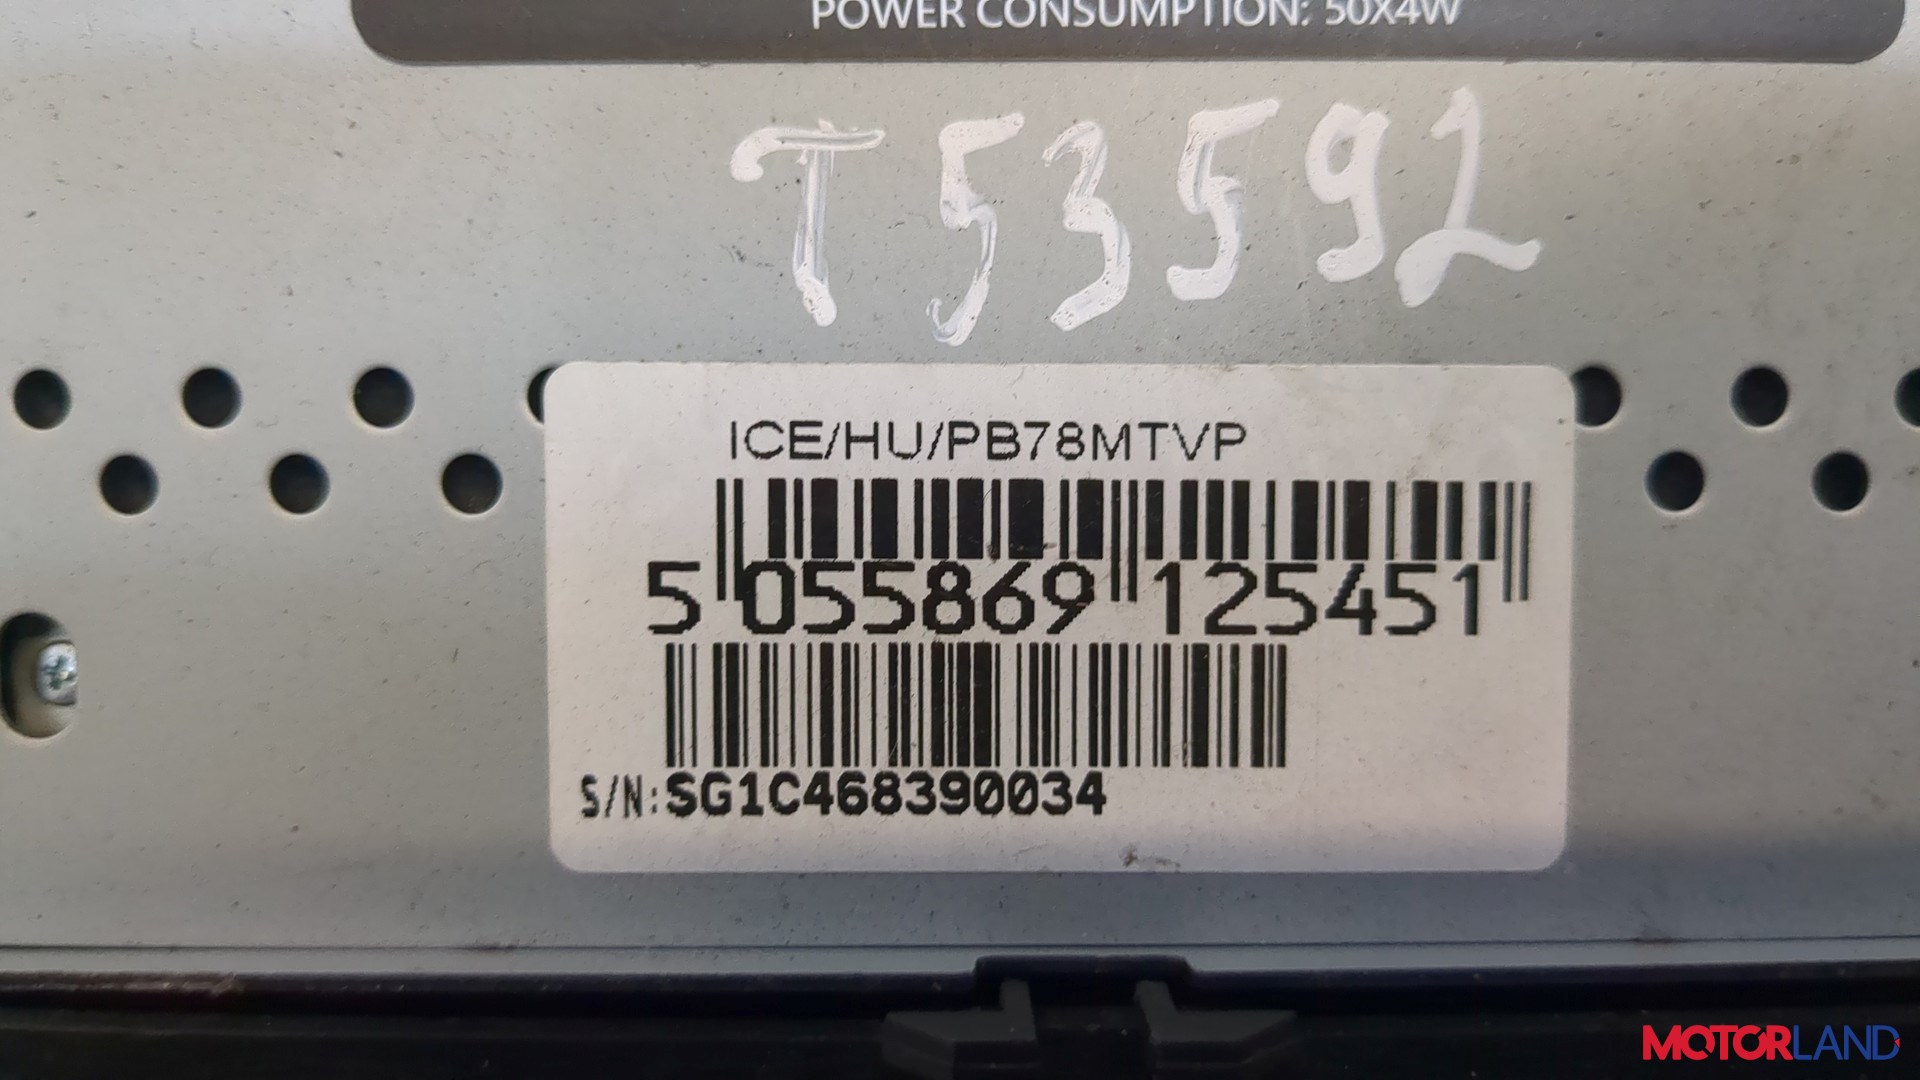 POWER CONSUMPTION: 50X4W
T53592
ICE/HU/PB78MTVP
5 055869 125451
S/N: SG1C468390034
MOTORLAND